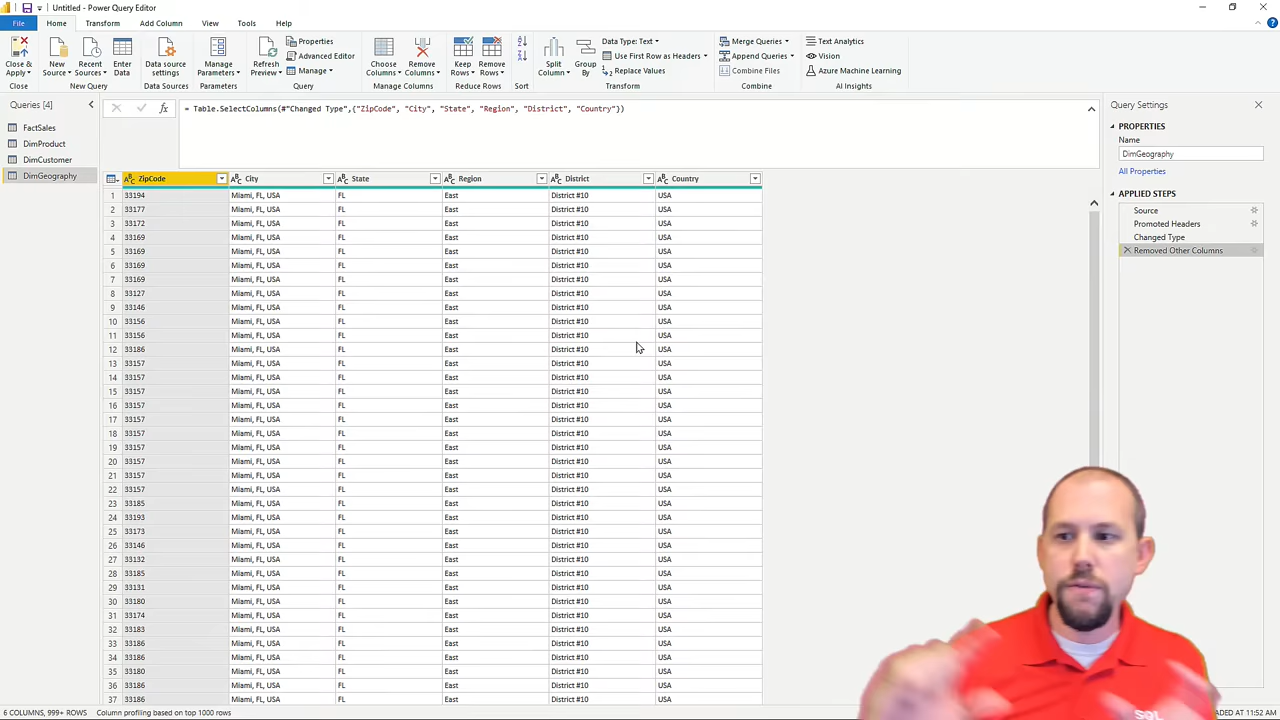 Untitled - Power Query Editor
File Home Transform Add Column View Tools Help
Close & Apply
New Source
Recent Sources
Enter Data
Data source settings
Manage Parameters
Refresh Preview
Properties
Advanced Editor
Manage
Choose Columns
Remove Columns
Keep Rows
Remove Rows
Split Column
Group By
Data Type: Text
Use First Row as Headers
Replace Values
Merge Queries
Append Queries
Combine Files
Text Analytics
Vision
Azure Machine Learning
Close New Query Data Sources Parameters Query Manage Columns Reduce Rows Sort Transform Combine AI Insights
Queries [4]
FactSales
DimProduct
DimCustomer
DimGeography
= Table.SelectColumns(#"Changed Type",{"ZipCode", "City", "State", "Region", "District", "Country"})
ZipCode City State Region District Country
1 33194 Miami, FL, USA FL East District #10 USA
2 33177 Miami, FL, USA FL East District #10 USA
3 33172 Miami, FL, USA FL East District #10 USA
4 33169 Miami, FL, USA FL East District #10 USA
5 33169 Miami, FL, USA FL East District #10 USA
6 33169 Miami, FL, USA FL East District #10 USA
7 33169 Miami, FL, USA FL East District #10 USA
8 33127 Miami, FL, USA FL East District #10 USA
9 33146 Miami, FL, USA FL East District #10 USA
10 33156 Miami, FL, USA FL East District #10 USA
11 33156 Miami, FL, USA FL East District #10 USA
12 33186 Miami, FL, USA FL East District #10 USA
13 33157 Miami, FL, USA FL East District #10 USA
14 33157 Miami, FL, USA FL East District #10 USA
15 33157 Miami, FL, USA FL East District #10 USA
16 33157 Miami, FL, USA FL East District #10 USA
17 33157 Miami, FL, USA FL East District #10 USA
18 33157 Miami, FL, USA FL East District #10 USA
19 33157 Miami, FL, USA FL East District #10 USA
20 33157 Miami, FL, USA FL East District #10 USA
21 33157 Miami, FL, USA FL East District #10 USA
22 33157 Miami, FL, USA FL East District #10 USA
23 33185 Miami, FL, USA FL East District #10 USA
24 33193 Miami, FL, USA FL East District #10 USA
25 33173 Miami, FL, USA FL East District #10 USA
26 33146 Miami, FL, USA FL East District #10 USA
27 33132 Miami, FL, USA FL East District #10 USA
28 33185 Miami, FL, USA FL East District #10 USA
29 33131 Miami, FL, USA FL East District #10 USA
30 33180 Miami, FL, USA FL East District #10 USA
31 33174 Miami, FL, USA FL East District #10 USA
32 33183 Miami, FL, USA FL East District #10 USA
33 33186 Miami, FL, USA FL East District #10 USA
34 33186 Miami, FL, USA FL East District #10 USA
35 33180 Miami, FL, USA FL East District #10 USA
36 33186 Miami, FL, USA FL East District #10 USA
37 33186 Miami, FL, USA FL East District #10 USA
Query Settings
PROPERTIES
Name
DimGeography
All Properties
APPLIED STEPS
Source
Promoted Headers
Changed Type
Removed Other Columns
SQL
6 COLUMNS, 999+ ROWS Column profiling based on top 1000 rows
AT 11:52 AM